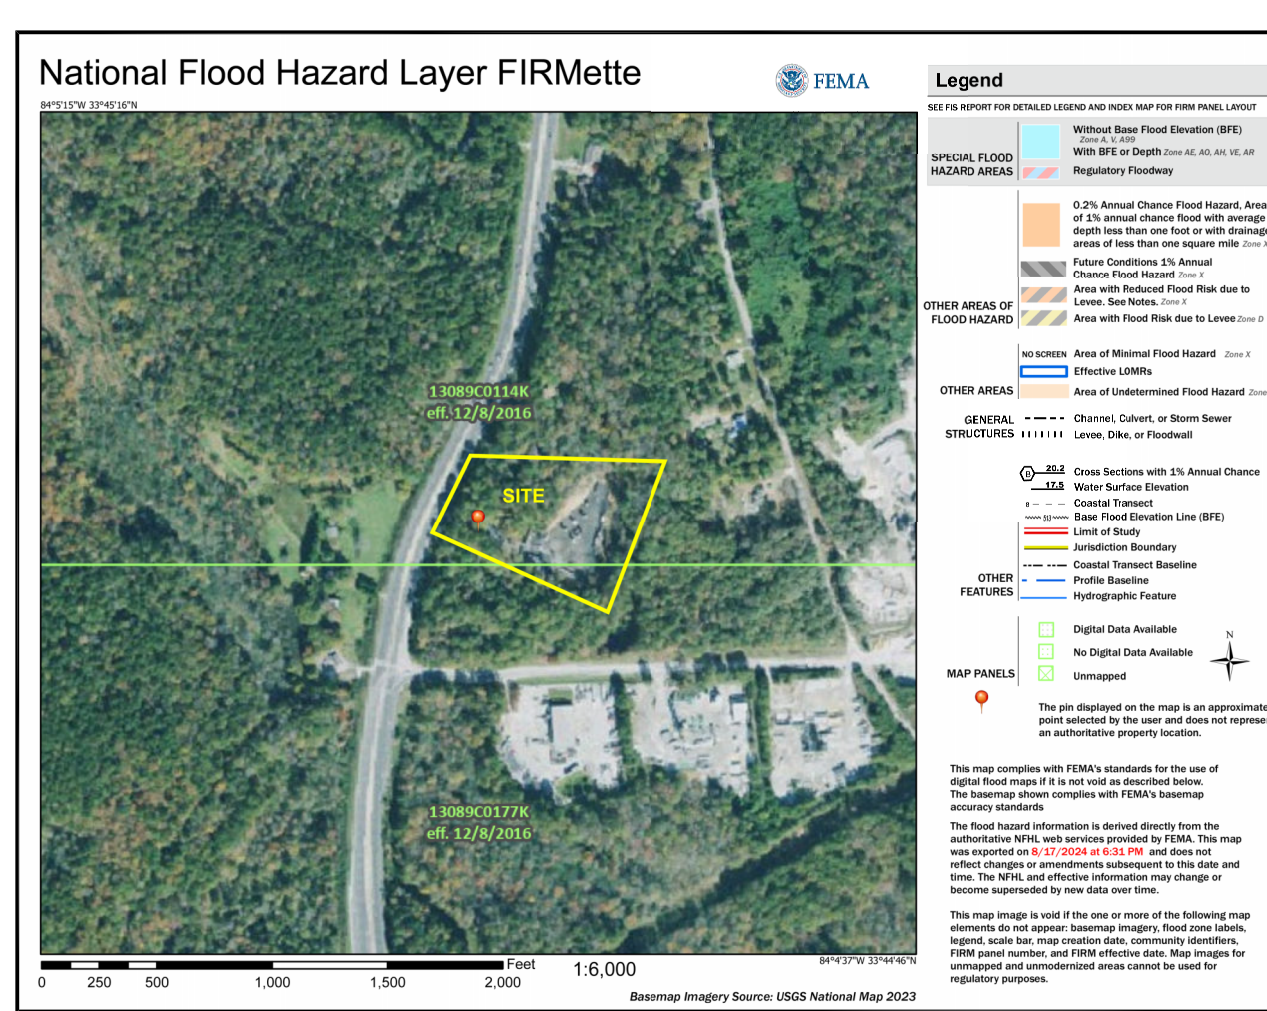 National Flood Hazard Layer FIRMette
FEMA
84°5'15"W 33°45'16"N
13089C0114K
eff. 12/8/2016
SITE
13089C0177K
eff. 12/8/2016
Feet
1:6,000
84°4'37"W 33°44'46"N
0 250 500 1,000 1,500 2,000
Basemap Imagery Source: USGS National Map 2023
Legend
SEE FIS REPORT FOR DETAILED LEGEND AND INDEX MAP FOR FIRM PANEL LAYOUT
SPECIAL FLOOD
HAZARD AREAS
Without Base Flood Elevation (BFE)
Zone A, V, A99
With BFE or Depth Zone AE, AO, AH, VE, AR
Regulatory Floodway
OTHER AREAS OF
FLOOD HAZARD
0.2% Annual Chance Flood Hazard, Area
of 1% annual chance flood with average
depth less than one foot or with drainage
areas of less than one square mile Zone X
Future Conditions 1% Annual
Chance Flood Hazard Zone X
Area with Reduced Flood Risk due to
Levee. See Notes. Zone X
Area with Flood Risk due to Levee Zone D
OTHER AREAS
NO SCREEN Area of Minimal Flood Hazard Zone X
Effective LOMRs
Area of Undetermined Flood Hazard Zone
GENERAL
STRUCTURES
Channel, Culvert, or Storm Sewer
Levee, Dike, or Floodwall
B 20.2 Cross Sections with 1% Annual Chance
17.5 Water Surface Elevation
8 Coastal Transect
513 Base Flood Elevation Line (BFE)
Limit of Study
Jurisdiction Boundary
Coastal Transect Baseline
OTHER
FEATURES
Profile Baseline
Hydrographic Feature
MAP PANELS
Digital Data Available
No Digital Data Available
Unmapped
N
The pin displayed on the map is an approximate
point selected by the user and does not represe
an authoritative property location.
This map complies with FEMA's standards for the use of
digital flood maps if it is not void as described below.
The basemap shown complies with FEMA's basemap
accuracy standards
The flood hazard information is derived directly from the
authoritative NFHL web services provided by FEMA. This map
was exported on 8/17/2024 at 6:31 PM and does not
reflect changes or amendments subsequent to this date and
time. The NFHL and effective information may change or
become superseded by new data over time.
This map image is void if the one or more of the following map
elements do not appear: basemap imagery, flood zone labels,
legend, scale bar, map creation date, community identifiers,
FIRM panel number, and FIRM effective date. Map images for
unmapped and unmodernized areas cannot be used for
regulatory purposes.